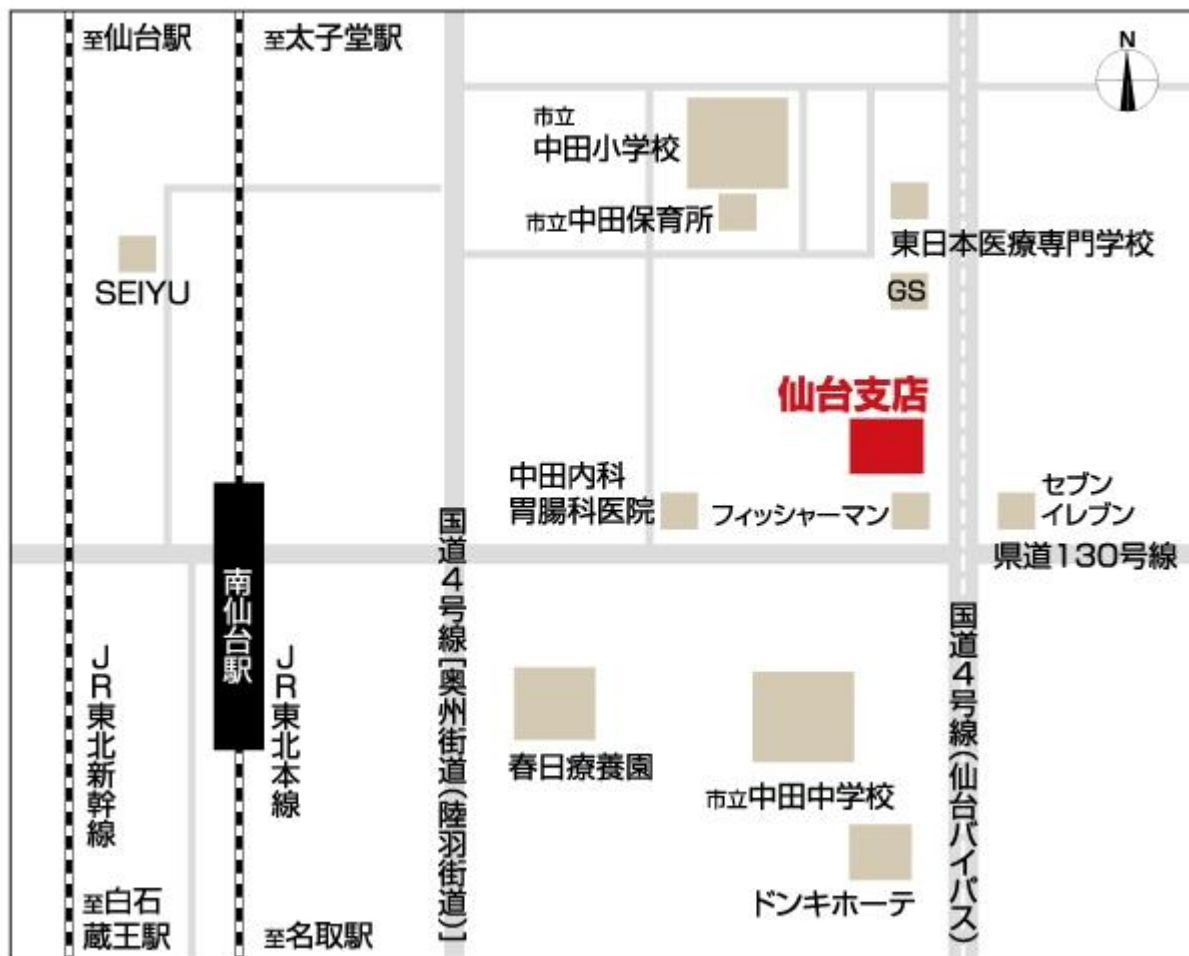 至仙台駅
至太子堂駅
N
市立
中田小学校
市立中田保育所
東日本医療専門学校
SEIYU
GS
仙台支店
中田内科
胃腸科医院
フィッシャーマン
セブン
イレブン
県道130号線
南仙台駅
国道4号線[奥州街道(陸羽街道)]
国道4号線(仙台バイパス)
JR東北新幹線
JR東北本線
春日療養園
市立中田中学校
ドンキホーテ
至白石
蔵王駅
至名取駅